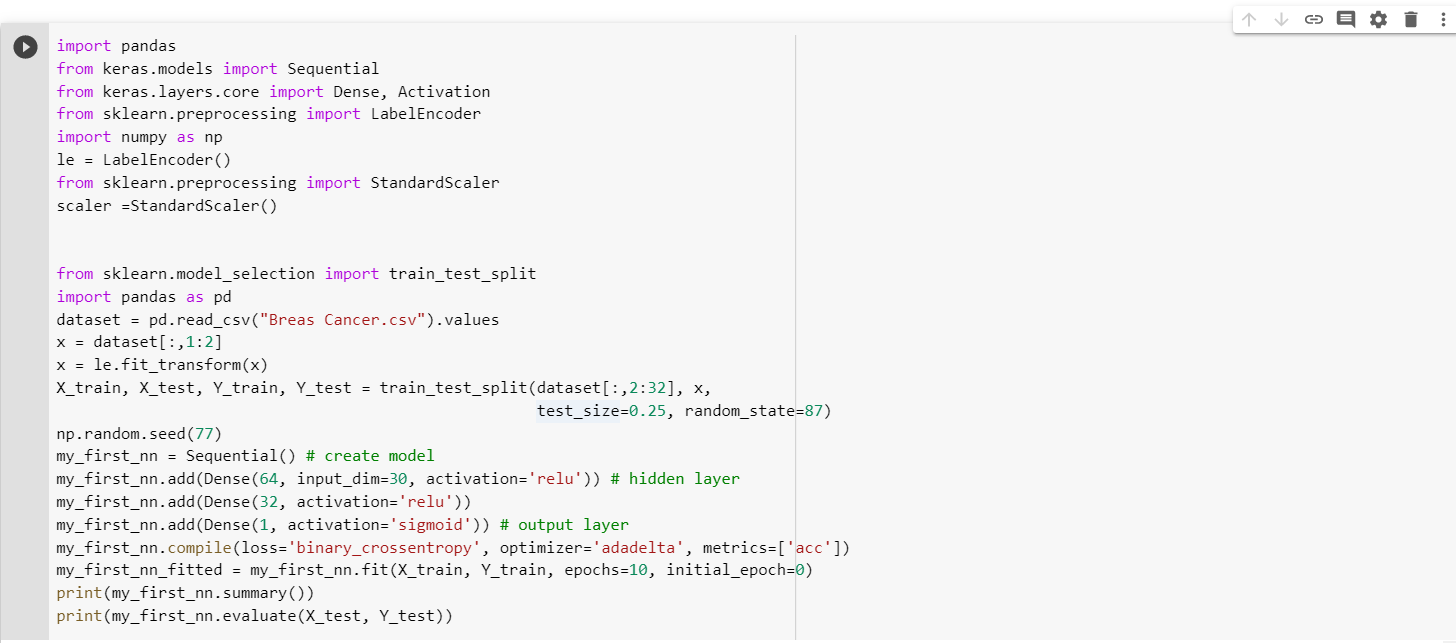 import pandas
from keras.models import Sequential
from keras.layers.core import Dense, Activation
from sklearn.preprocessing import LabelEncoder
import numpy as np
le = LabelEncoder()
from sklearn.preprocessing import StandardScaler
scaler =StandardScaler()
from sklearn.model_selection import train_test_split
import pandas as pd
dataset = pd.read_csv("Breas Cancer.csv").values
x = dataset[:,1:2]
x = le.fit_transform(x)
X_train, X_test, Y_train, Y_test = train_test_split(dataset[:,2:32], x,
test_size=0.25, random_state=87)
np.random.seed(77)
my_first_nn = Sequential() # create model
my_first_nn.add(Dense(64, input_dim=30, activation='relu')) # hidden layer
my_first_nn.add(Dense(32, activation='relu'))
my_first_nn.add(Dense(1, activation='sigmoid')) # output layer
my_first_nn.compile(loss='binary_crossentropy', optimizer='adadelta', metrics=['acc'])
my_first_nn_fitted = my_first_nn.fit(X_train, Y_train, epochs=10, initial_epoch=0)
print(my_first_nn.summary())
print(my_first_nn.evaluate(X_test, Y_test))